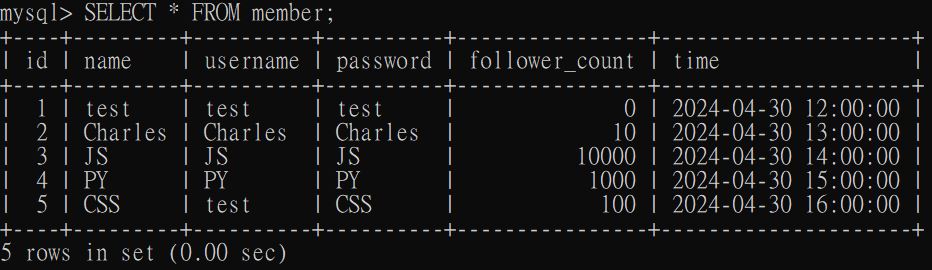 mysql> SELECT * FROM member;
+----+---------+----------+----------+----------------+---------------------+
| id | name    | username | password | follower_count | time                |
+----+---------+----------+----------+----------------+---------------------+
|  1 | test    | test     | test     |              0 | 2024-04-30 12:00:00 |
|  2 | Charles | Charles  | Charles  |             10 | 2024-04-30 13:00:00 |
|  3 | JS      | JS       | JS       |          10000 | 2024-04-30 14:00:00 |
|  4 | PY      | PY       | PY       |           1000 | 2024-04-30 15:00:00 |
|  5 | CSS     | test     | CSS      |            100 | 2024-04-30 16:00:00 |
+----+---------+----------+----------+----------------+---------------------+
5 rows in set (0.00 sec)